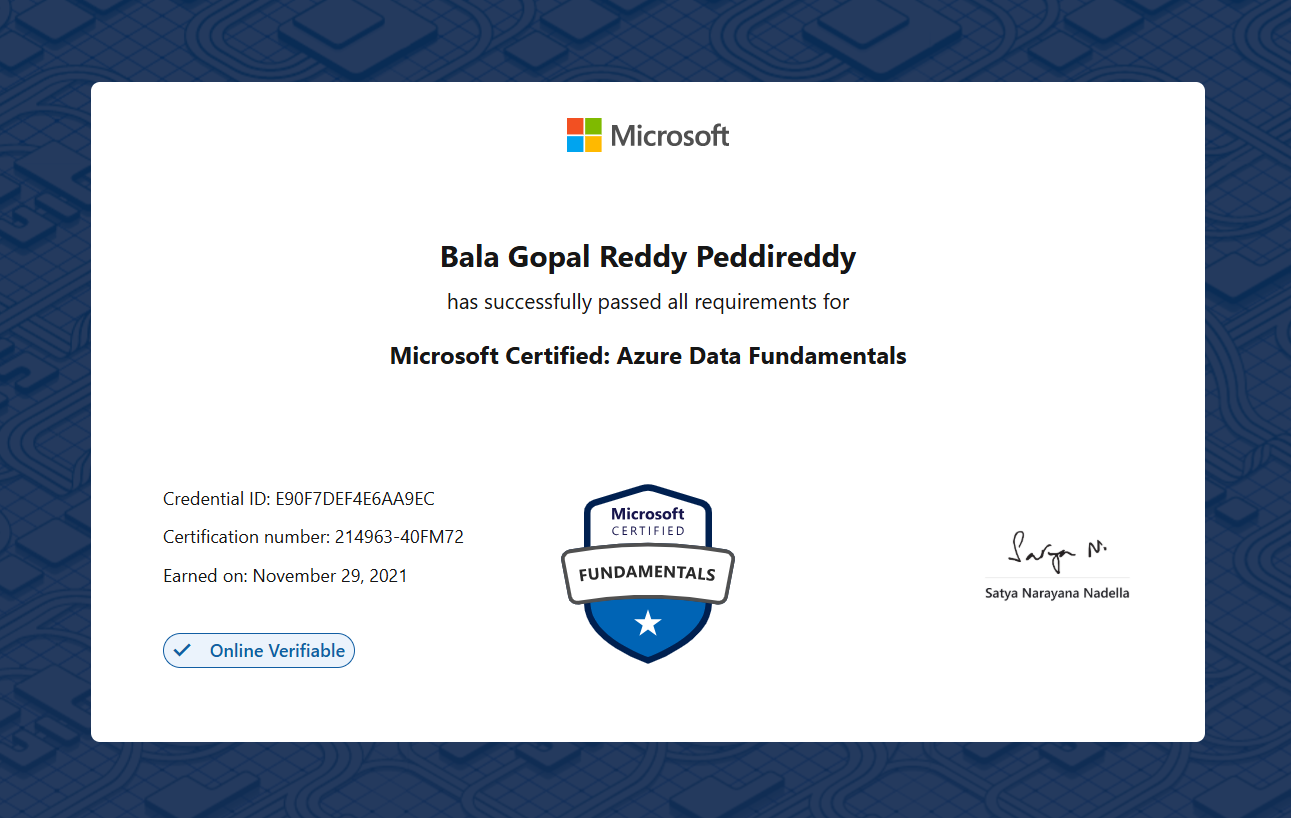 Microsoft
Bala Gopal Reddy Peddireddy
has successfully passed all requirements for
Microsoft Certified: Azure Data Fundamentals
Credential ID: E90F7DEF4E6AA9EC
Certification number: 214963-40FM72
Earned on: November 29, 2021
Online Verifiable
Microsoft
CERTIFIED
FUNDAMENTALS
Satya N.
Satya Narayana Nadella